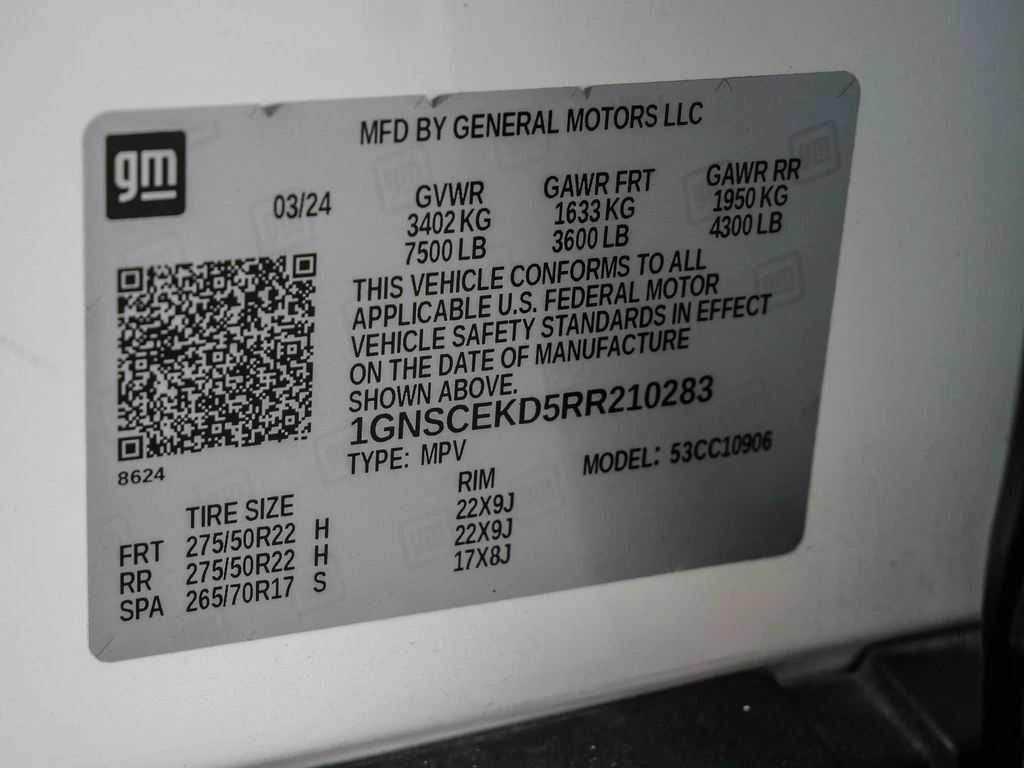 MFD BY GENERAL MOTORS LLC
gm
03/24
GVWR GAWR FRT GAWR RR
3402 KG 1633 KG 1950 KG
7500 LB 3600 LB 4300 LB
THIS VEHICLE CONFORMS TO ALL
APPLICABLE U.S. FEDERAL MOTOR
VEHICLE SAFETY STANDARDS IN EFFECT
ON THE DATE OF MANUFACTURE
SHOWN ABOVE.
1GNSCEKD5RR210283
8624
TYPE: MPV MODEL: 53CC10906
TIRE SIZE RIM
FRT 275/50R22 H 22X9J
RR 275/50R22 H 22X9J
SPA 265/70R17 S 17X8J